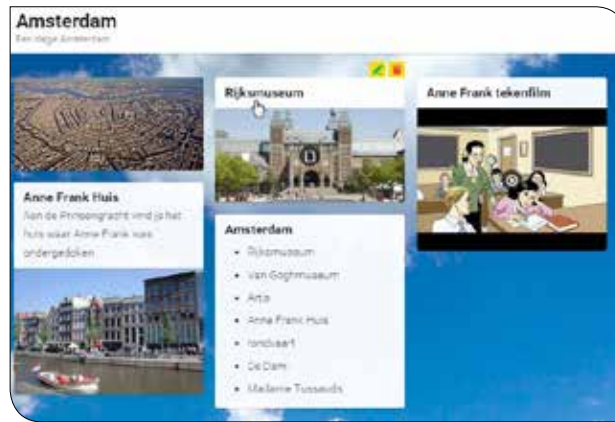 Amsterdam
Een dagje Amsterdam
Rijksmuseum
Anne Frank tekenfilm
Anne Frank Huis
Aan de Prinsengracht vind je het
huis waar Anne Frank was
ondergedoken
Amsterdam
Rijksmuseum
Van Goghmuseum
Artis
Anne Frank Huis
rondvaart
De Dam
Madame Tussauds